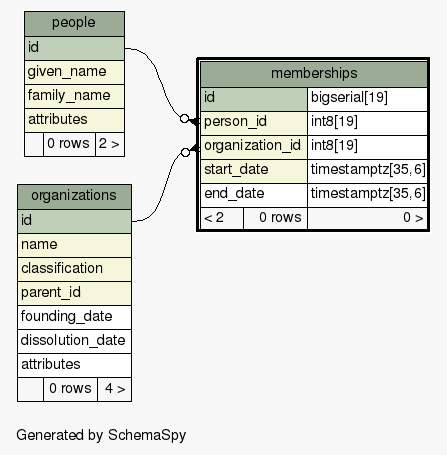 people
id
given_name
family_name
attributes
0 rows 2 >
memberships
id bigserial[19]
person_id int8[19]
organization_id int8[19]
start_date timestamptz[35,6]
end_date timestamptz[35,6]
< 2 0 rows 0 >
organizations
id
name
classification
parent_id
founding_date
dissolution_date
attributes
0 rows 4 >
Generated by SchemaSpy